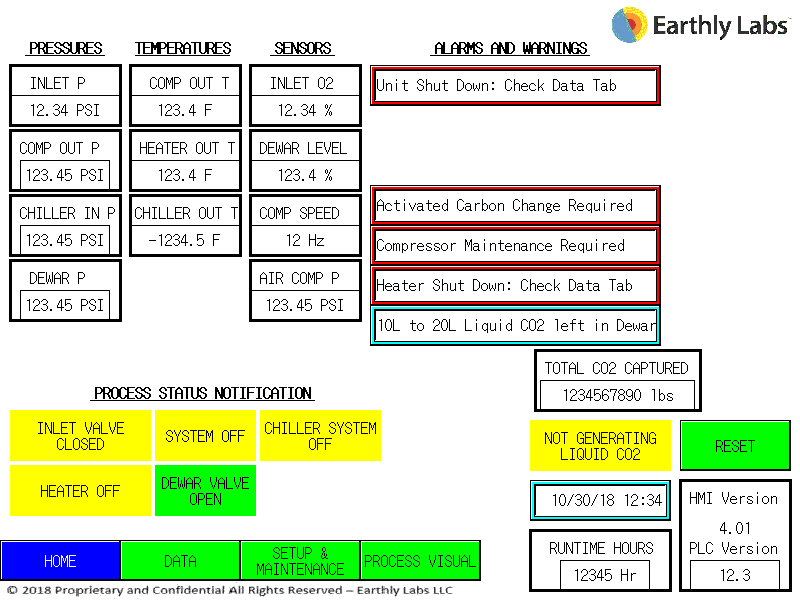 Earthly Labs™
PRESSURES
INLET P
12.34 PSI
COMP OUT P
123.45 PSI
CHILLER IN P
123.45 PSI
DEWAR P
123.45 PSI
TEMPERATURES
COMP OUT T
123.4 F
HEATER OUT T
123.4 F
CHILLER OUT T
-1234.5 F
SENSORS
INLET O2
12.34 %
DEWAR LEVEL
123.4 %
COMP SPEED
12 Hz
AIR COMP P
123.45 PSI
ALARMS AND WARNINGS
Unit Shut Down: Check Data Tab
Activated Carbon Change Required
Compressor Maintenance Required
Heater Shut Down: Check Data Tab
10L to 20L Liquid CO2 left in Dewar
TOTAL CO2 CAPTURED
1234567890 lbs
PROCESS STATUS NOTIFICATION
INLET VALVE
CLOSED
SYSTEM OFF
CHILLER SYSTEM
OFF
HEATER OFF
DEWAR VALVE
OPEN
NOT GENERATING
LIQUID CO2
RESET
10/30/18 12:34
RUNTIME HOURS
12345 Hr
HMI Version
4.01
PLC Version
12.3
HOME
DATA
SETUP &
MAINTENANCE
PROCESS VISUAL
© 2018 Proprietary and Confidential All Rights Reserved – Earthly Labs LLC